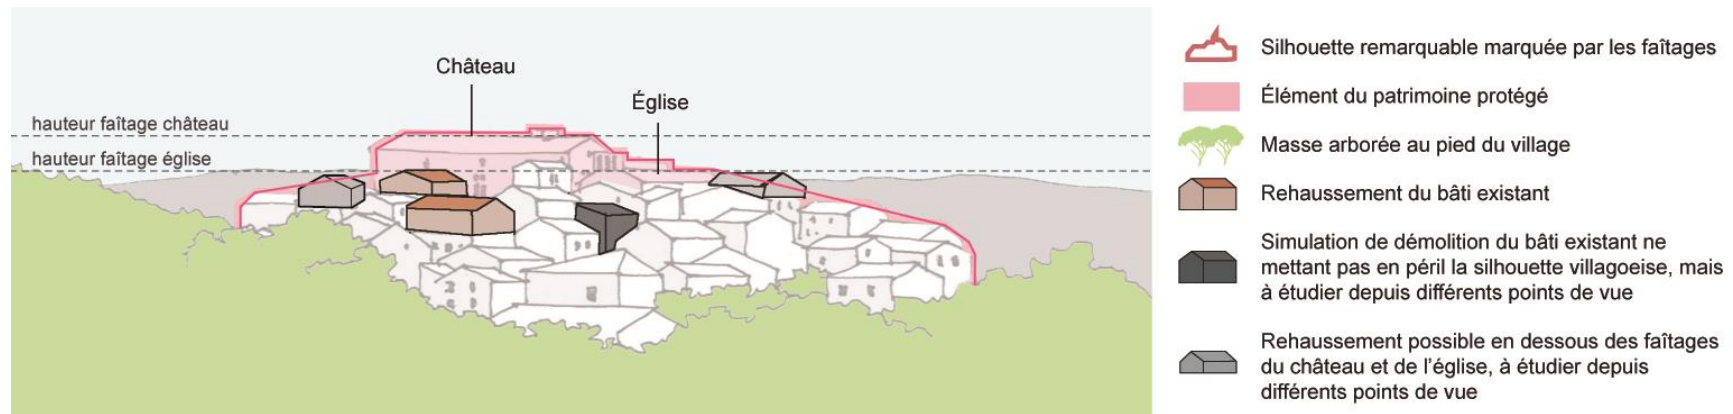 Château
Église
hauteur faîtage château
hauteur faîtage église
Silhouette remarquable marquée par les faîtages
Élément du patrimoine protégé
Masse arborée au pied du village
Rehaussement du bâti existant
Simulation de démolition du bâti existant ne
mettant pas en péril la silhouette villagoeise, mais
à étudier depuis différents points de vue
Rehaussement possible en dessous des faîtages
du château et de l'église, à étudier depuis
différents points de vue